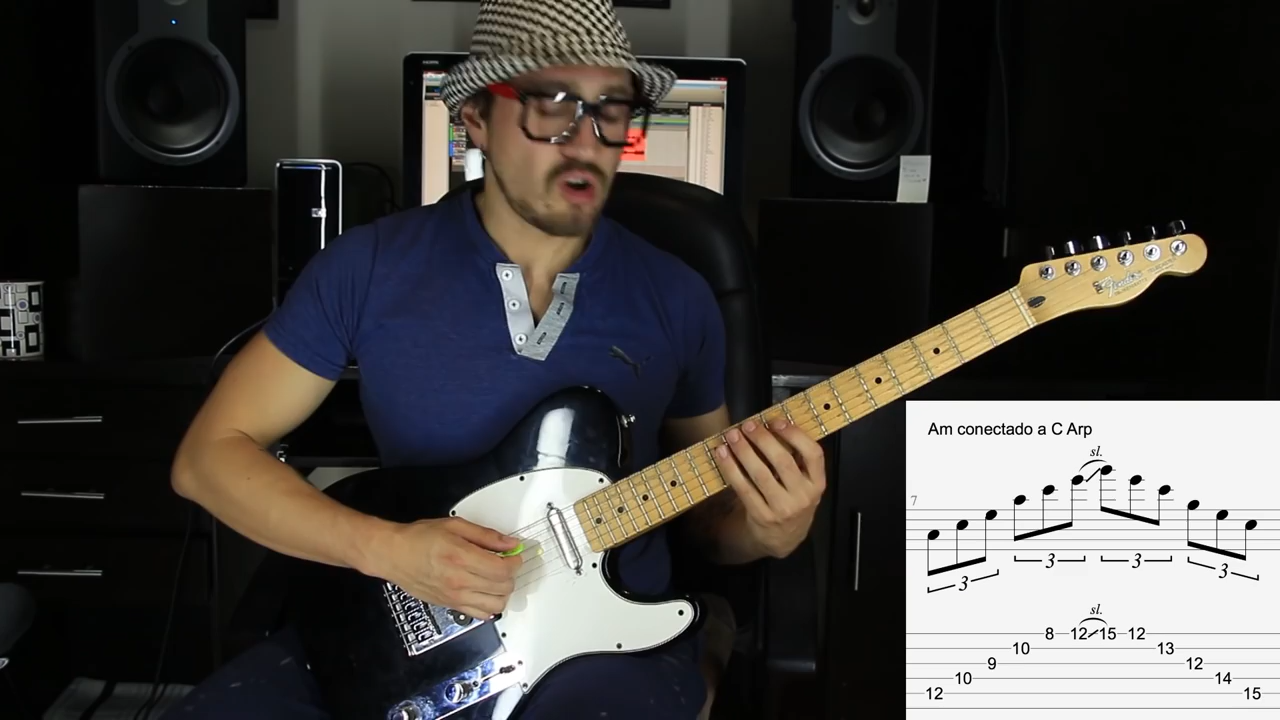 Fender
Am conectado a C Arp
sl.
7
3 3 3 3
sl.
8 12 15 12
10 13
9 12
10 14
12 15